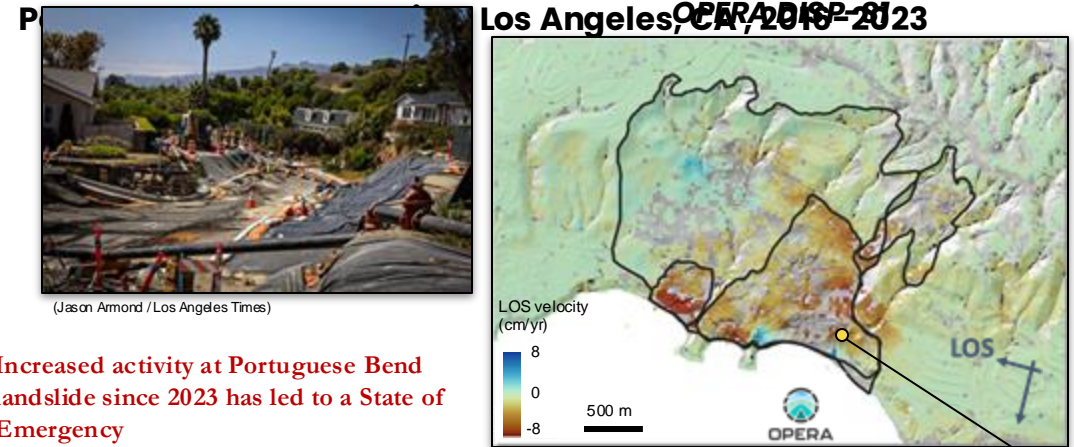 Los Angeles, CA, 2016-2023
OPERA DISP-S1
(Jason Armond / Los Angeles Times)
Increased activity at Portuguese Bend
landslide since 2023 has led to a State of
Emergency
LOS velocity
(cm/yr)
8
0
-8
500 m
OPERA
LOS